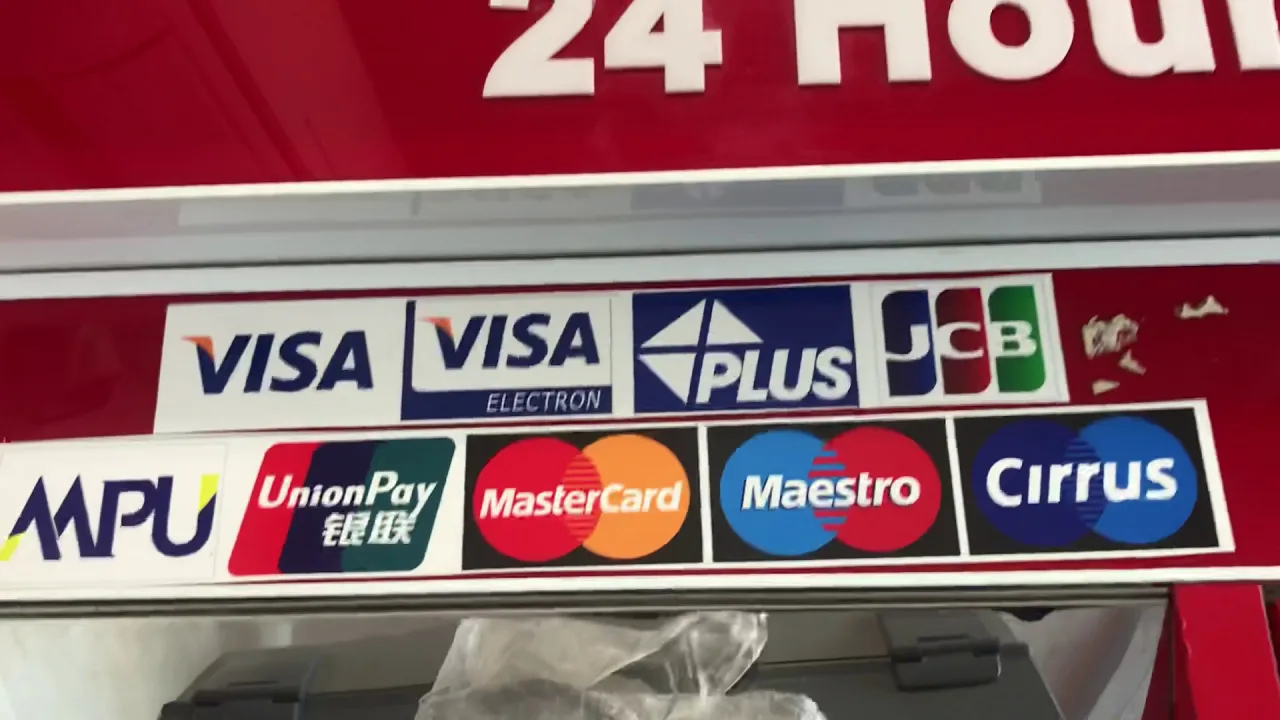 24 Hou
VISA VISA ELECTRON PLUS JCB
MPU UnionPay 银联 MasterCard Maestro Cirrus